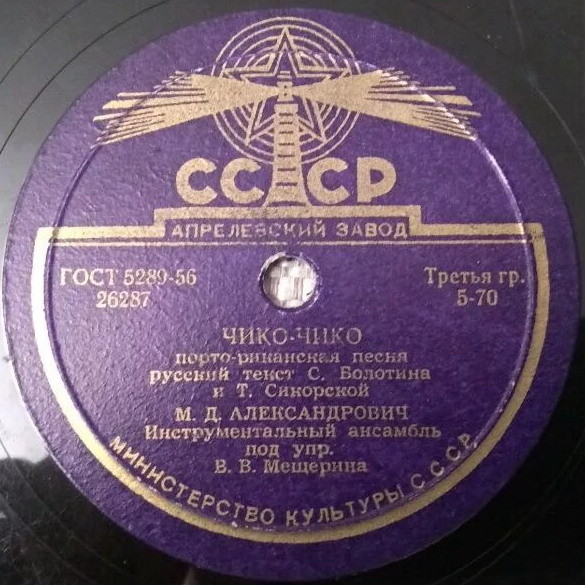 СССР
АПРЕЛЕВСКИЙ ЗАВОД
ГОСТ 5289-56
26287
Третья гр.
5-70
ЧИКО-ЧИКО
порто-риканская песня
русский текст С. Болотина
и Т. Сикорской
М. Д. АЛЕКСАНДРОВИЧ
Инструментальный ансамбль
под упр.
В. В. Мещерина
МИНИСТЕРСТВО КУЛЬТУРЫ СССР